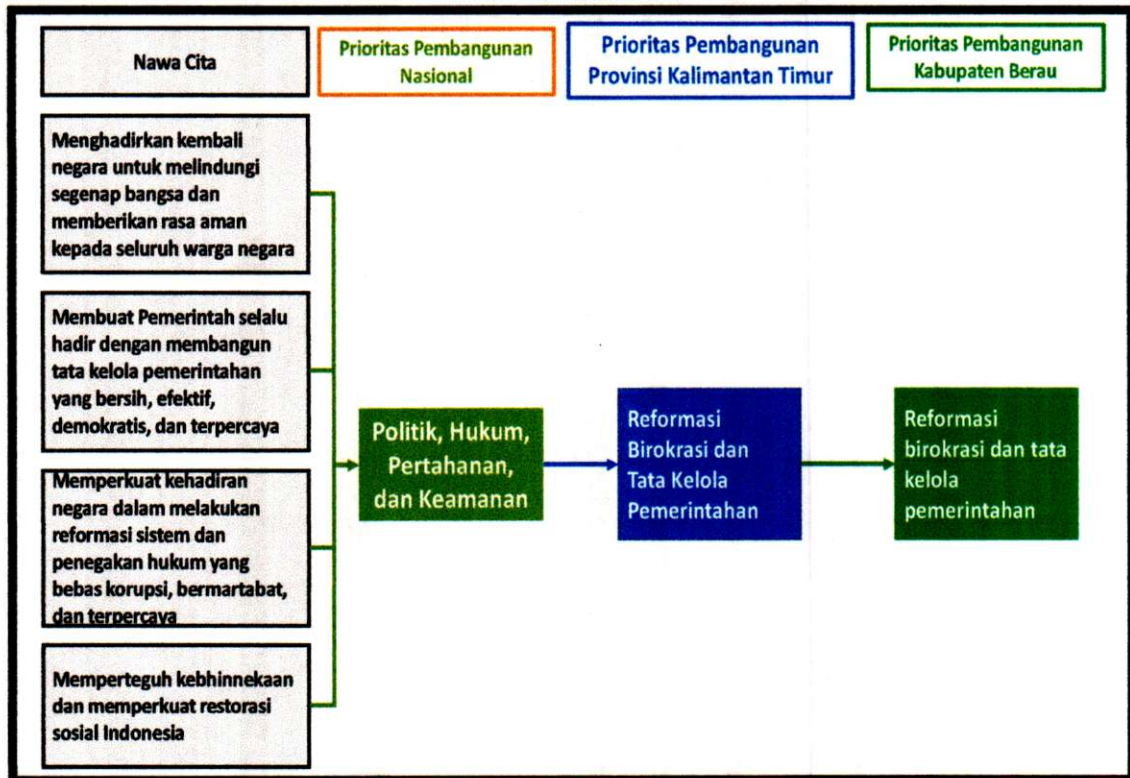 Nawa Cita
Prioritas Pembangunan
Nasional
Prioritas Pembangunan
Provinsi Kalimantan Timur
Prioritas Pembangunan
Kabupaten Berau
Menghadirkan kembali
negara untuk melindungi
segenap bangsa dan
memberikan rasa aman
kepada seluruh warga negara
Membuat Pemerintah selalu
hadir dengan membangun
tata kelola pemerintahan
yang bersih, efektif,
demokratis, dan terpercaya
Memperkuat kehadiran
negara dalam melakukan
reformasi sistem dan
penegakan hukum yang
bebas korupsi, bermartabat,
dan terpercaya
Memperteguh kebhinnekaan
dan memperkuat restorasi
sosial Indonesia
Politik, Hukum,
Pertahanan,
dan Keamanan
Reformasi
Birokrasi dan
Tata Kelola
Pemerintahan
Reformasi
birokrasi dan tata
kelola
pemerintahan